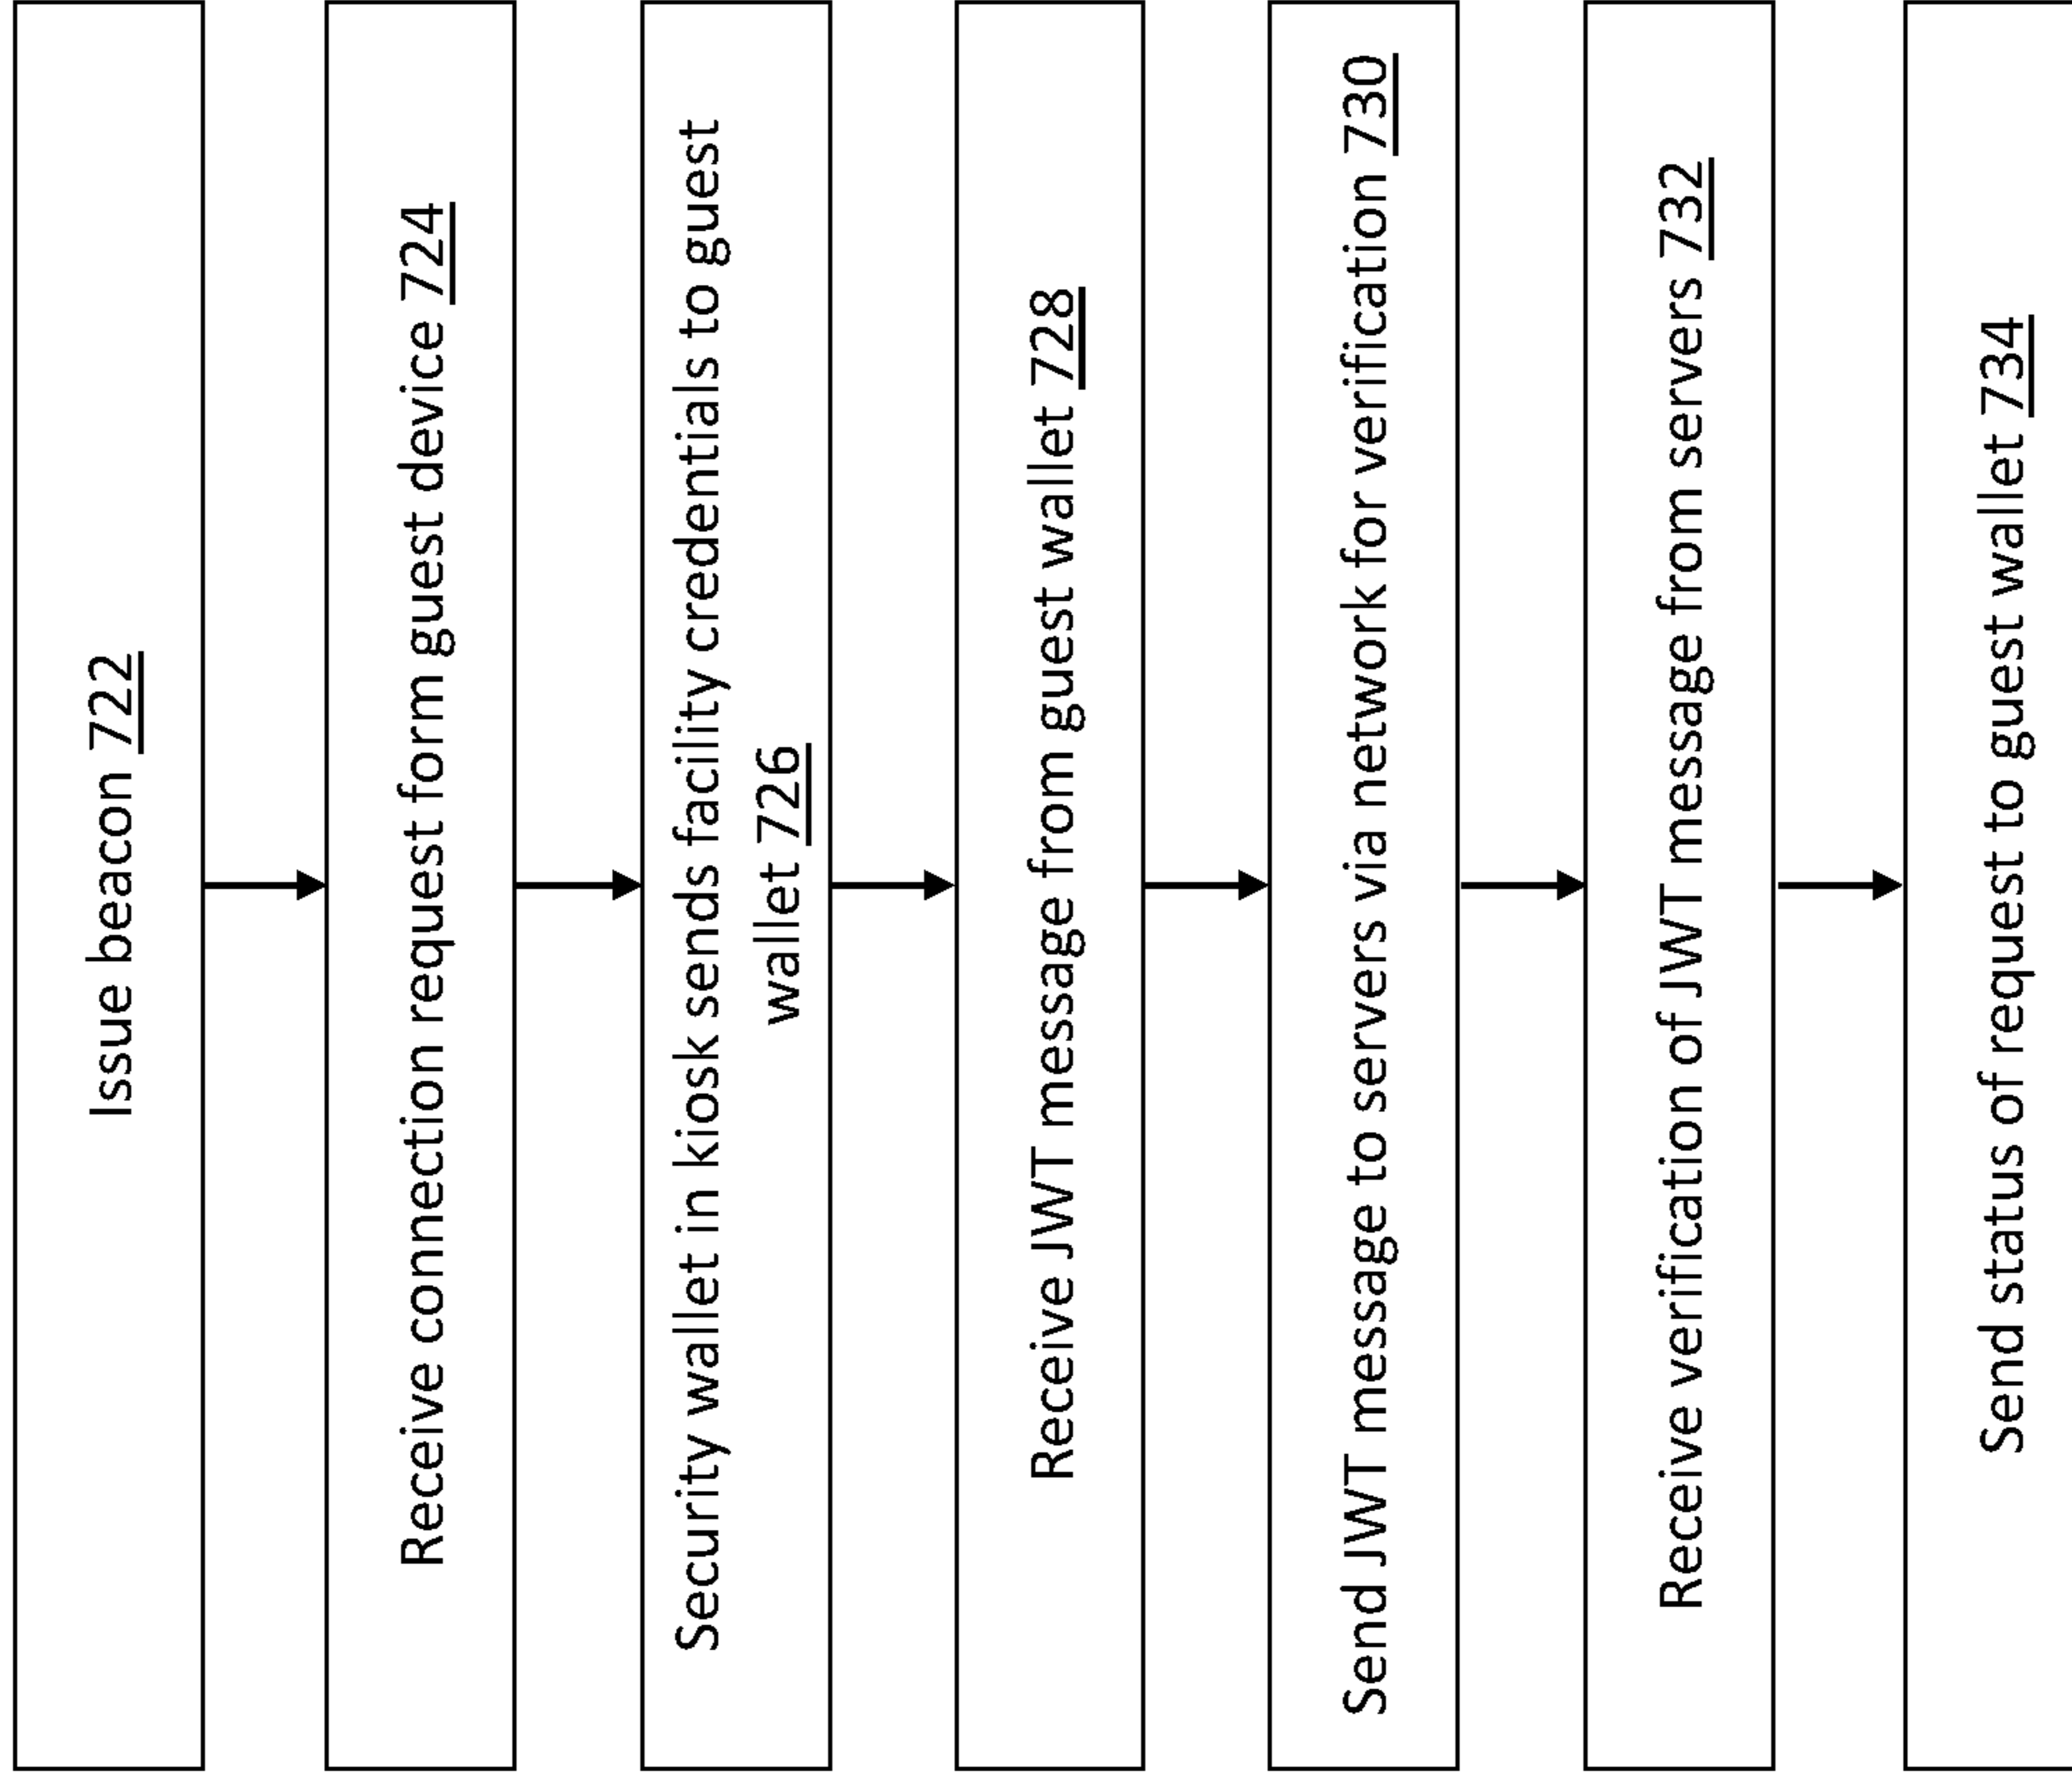 Issue beacon 722
Receive connection request form guest device 724
Security wallet in kiosk sends facility credentials to guest
wallet 726
Receive JWT message from guest wallet 728
Send JWT message to servers via network for verification 730
Receive verification of JWT message from servers 732
Send status of request to guest wallet 734